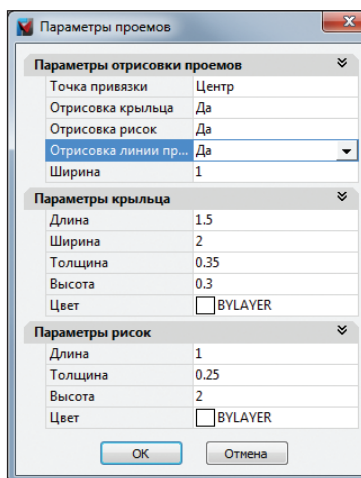 Параметры проемов
Параметры отрисовки проемов
Точка привязки Центр
Отрисовка крыльца Да
Отрисовка рисок Да
Отрисовка линии пр... Да
Ширина 1
Параметры крыльца
Длина 1.5
Ширина 2
Толщина 0.35
Высота 0.3
Цвет BYLAYER
Параметры рисок
Длина 1
Толщина 0.25
Высота 2
Цвет BYLAYER
OK Отмена